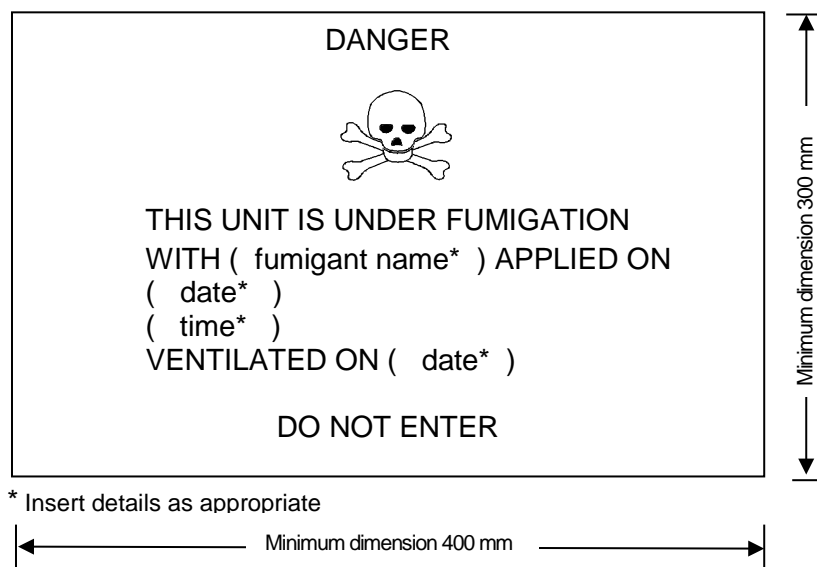 DANGER
THIS UNIT IS UNDER FUMIGATION
WITH ( fumigant name* ) APPLIED ON
( date* )
( time* )
VENTILATED ON ( date* )
DO NOT ENTER
* Insert details as appropriate
Minimum dimension 400 mm
Minimum dimension 300 mm